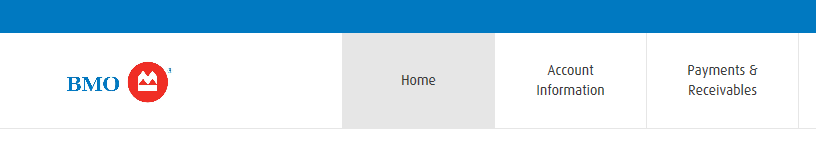 BMO
Home
Account
Information
Payments &
Receivables